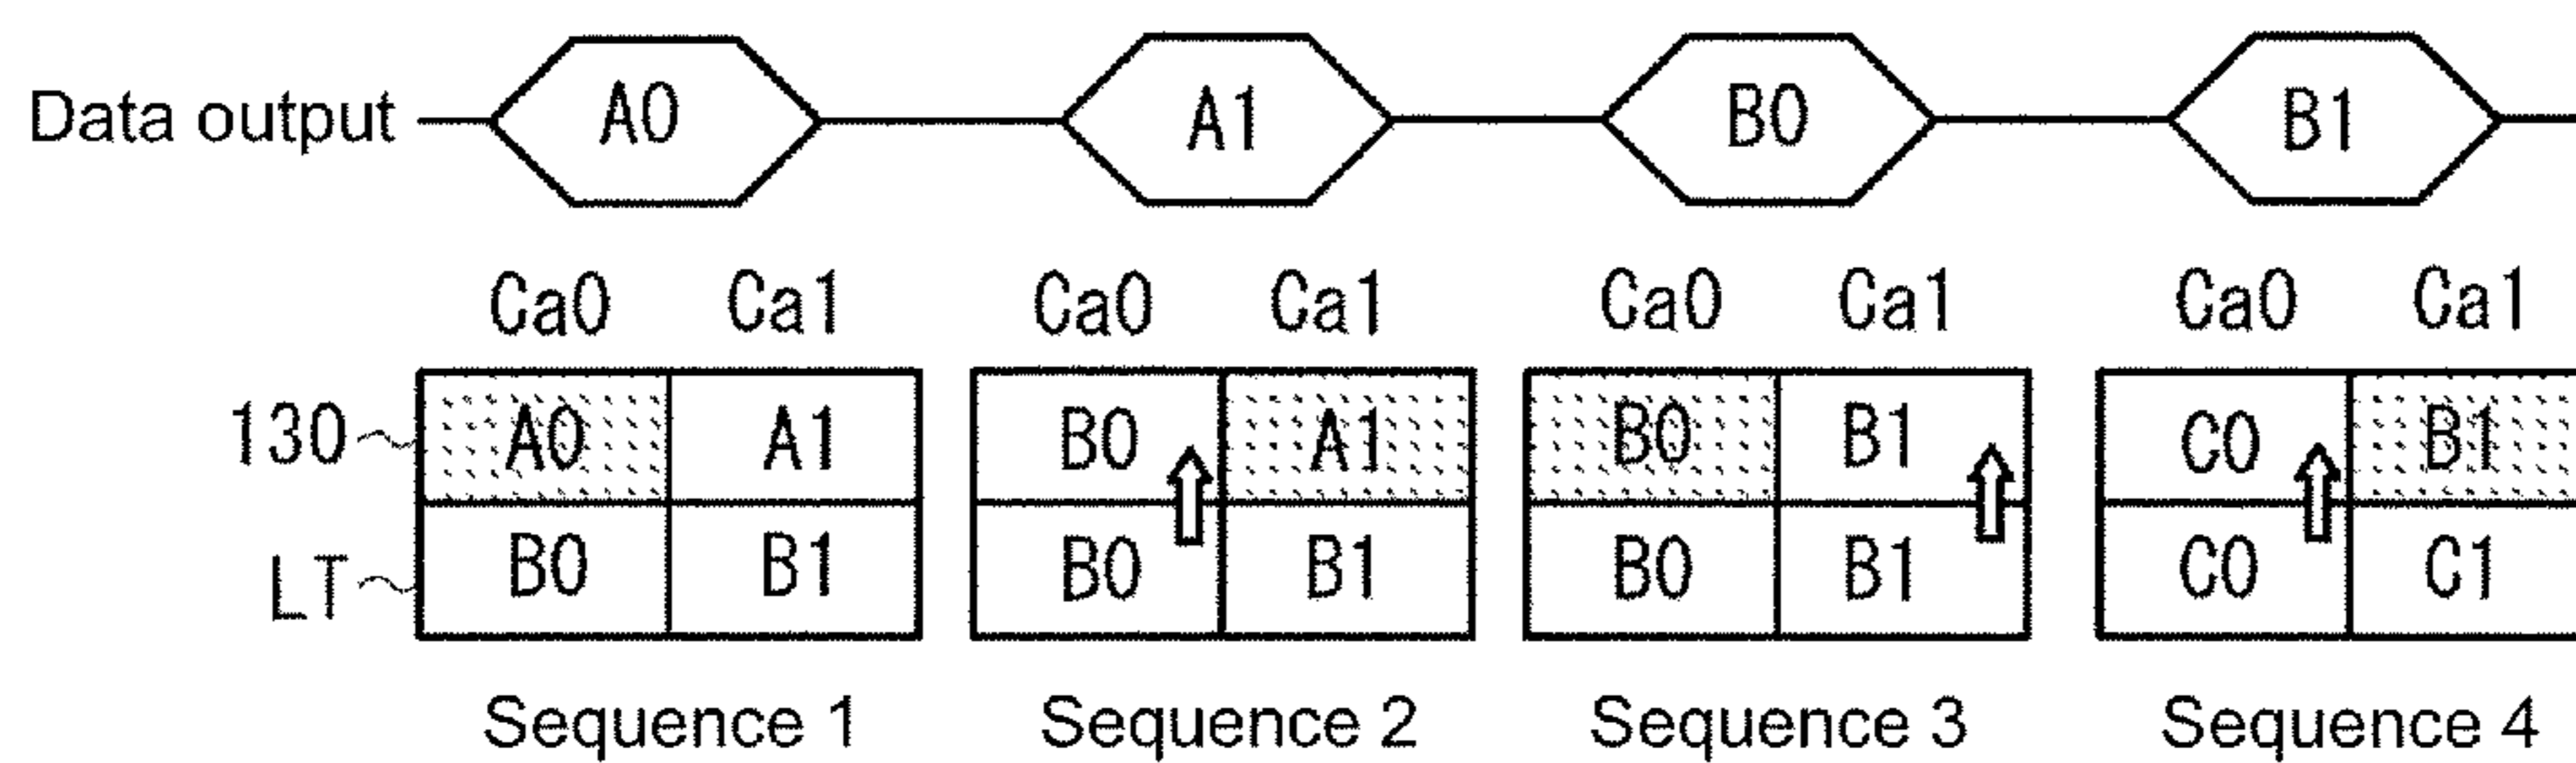 Data output A0 A1 B0 B1
Ca0 Ca1 Ca0 Ca1 Ca0 Ca1 Ca0 Ca1
130 A0 A1 B0 A1 B0 B1 C0 B1
LT B0 B1 B0 B1 B0 B1 C0 C1
Sequence 1 Sequence 2 Sequence 3 Sequence 4